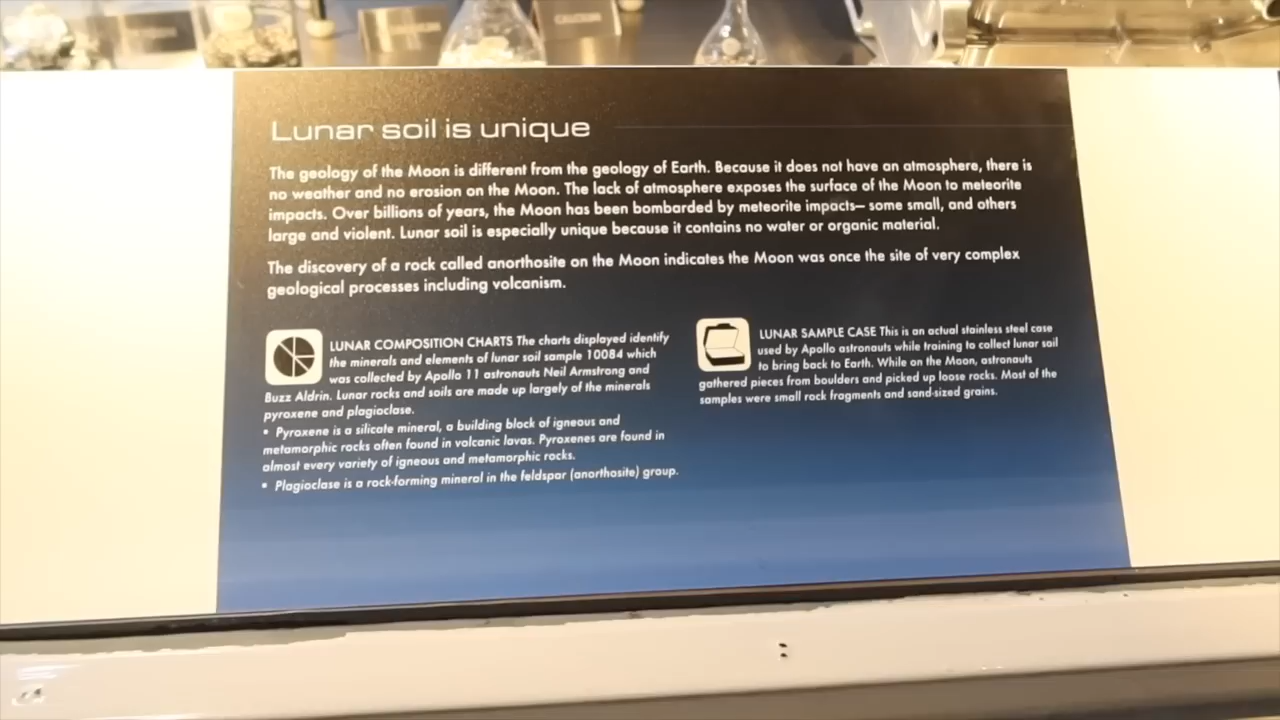 CALCIUM
Lunar soil is unique
The geology of the Moon is different from the geology of Earth. Because it does not have an atmosphere, there is
no weather and no erosion on the Moon. The lack of atmosphere exposes the surface of the Moon to meteorite
impacts. Over billions of years, the Moon has been bombarded by meteorite impacts— some small, and others
large and violent. Lunar soil is especially unique because it contains no water or organic material.
The discovery of a rock called anorthosite on the Moon indicates the Moon was once the site of very complex
geological processes including volcanism.
LUNAR COMPOSITION CHARTS The charts displayed identify
the minerals and elements of lunar soil sample 10084 which
was collected by Apollo 11 astronauts Neil Armstrong and
Buzz Aldrin. Lunar rocks and soils are made up largely of the minerals
pyroxene and plagioclase.
• Pyroxene is a silicate mineral, a building block of igneous and
metamorphic rocks often found in volcanic lavas. Pyroxenes are found in
almost every variety of igneous and metamorphic rocks.
• Plagioclase is a rock-forming mineral in the feldspar (anorthosite) group.
LUNAR SAMPLE CASE This is an actual stainless steel case
used by Apollo astronauts while training to collect lunar soil
to bring back to Earth. While on the Moon, astronauts
gathered pieces from boulders and picked up loose rocks. Most of the
samples were small rock fragments and sand-sized grains.